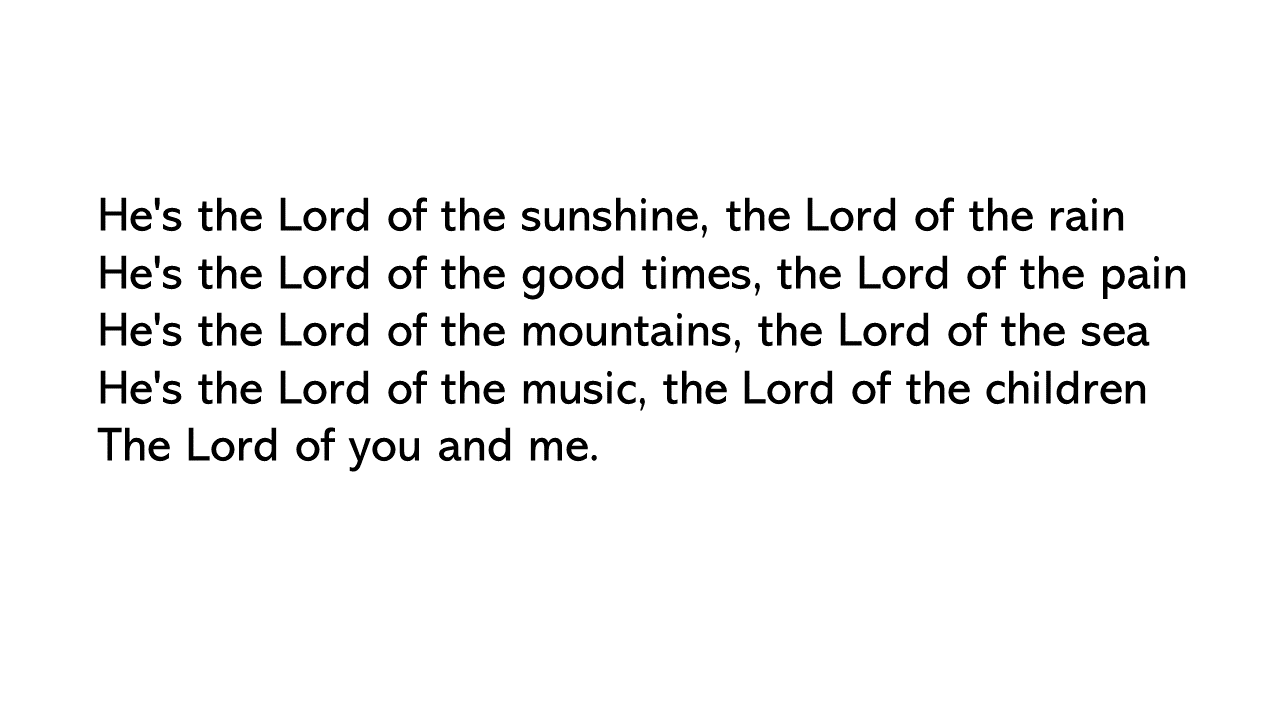 He's the Lord of the sunshine, the Lord of the rain
He's the Lord of the good times, the Lord of the pain
He's the Lord of the mountains, the Lord of the sea
He's the Lord of the music, the Lord of the children
The Lord of you and me.